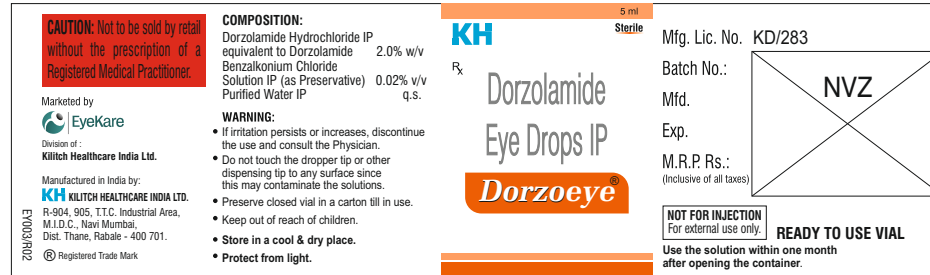 CAUTION: Not to be sold by retail
without the prescription of a
Registered Medical Practitioner.
Marketed by
EyeKare
Division of :
Kilitch Healthcare India Ltd.
Manufactured in India by:
KH KILITCH HEALTHCARE INDIA LTD.
R-904, 905, T.T.C. Industrial Area,
M.I.D.C., Navi Mumbai,
Dist. Thane, Rabale - 400 701.
® Registered Trade Mark
EY003/R02
COMPOSITION:
Dorzolamide Hydrochloride IP
equivalent to Dorzolamide 2.0% w/v
Benzalkonium Chloride
Solution IP (as Preservative) 0.02% v/v
Purified Water IP q.s.
WARNING:
• If irritation persists or increases, discontinue
the use and consult the Physician.
• Do not touch the dropper tip or other
dispensing tip to any surface since
this may contaminate the solutions.
• Preserve closed vial in a carton till in use.
• Keep out of reach of children.
• Store in a cool & dry place.
• Protect from light.
5 ml
KH
Sterile
Rx
Dorzolamide
Eye Drops IP
Dorzoeye®
Mfg. Lic. No. KD/283
Batch No.:
Mfd.
Exp.
M.R.P. Rs.:
(Inclusive of all taxes)
NVZ
NOT FOR INJECTION
For external use only.
READY TO USE VIAL
Use the solution within one month
after opening the container.